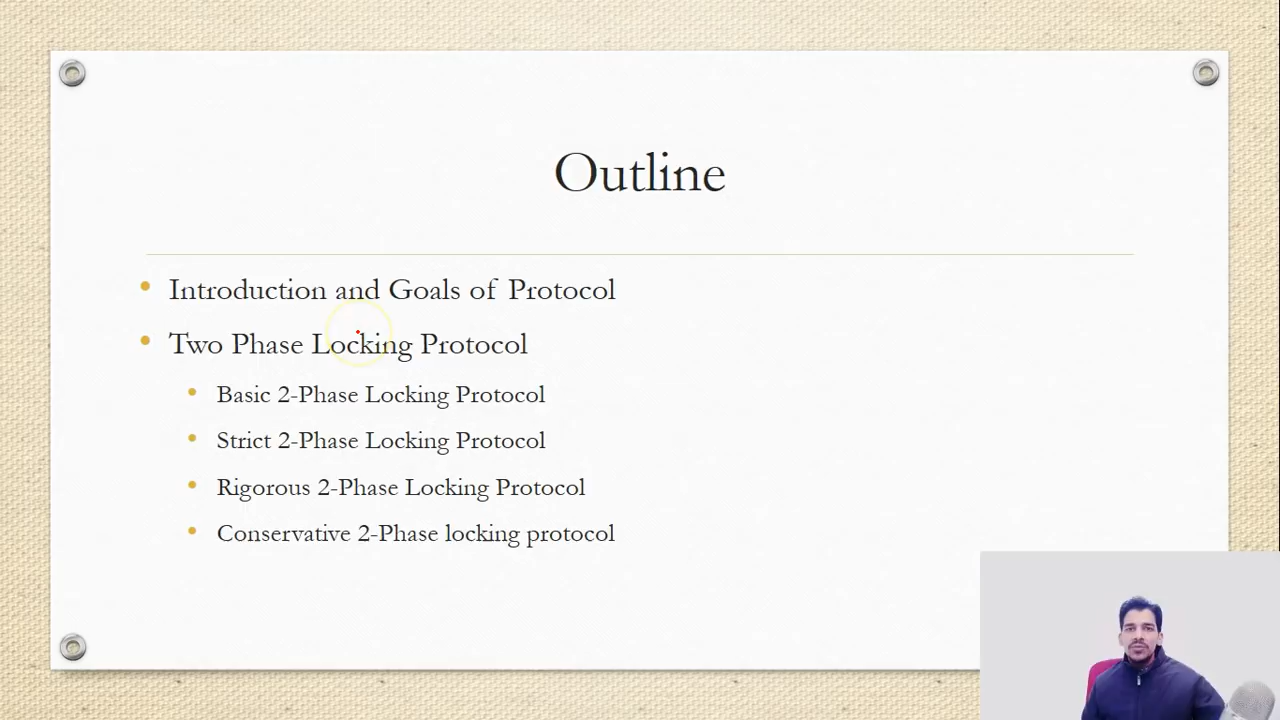 Outline
Introduction and Goals of Protocol
Two Phase Locking Protocol
Basic 2-Phase Locking Protocol
Strict 2-Phase Locking Protocol
Rigorous 2-Phase Locking Protocol
Conservative 2-Phase locking protocol